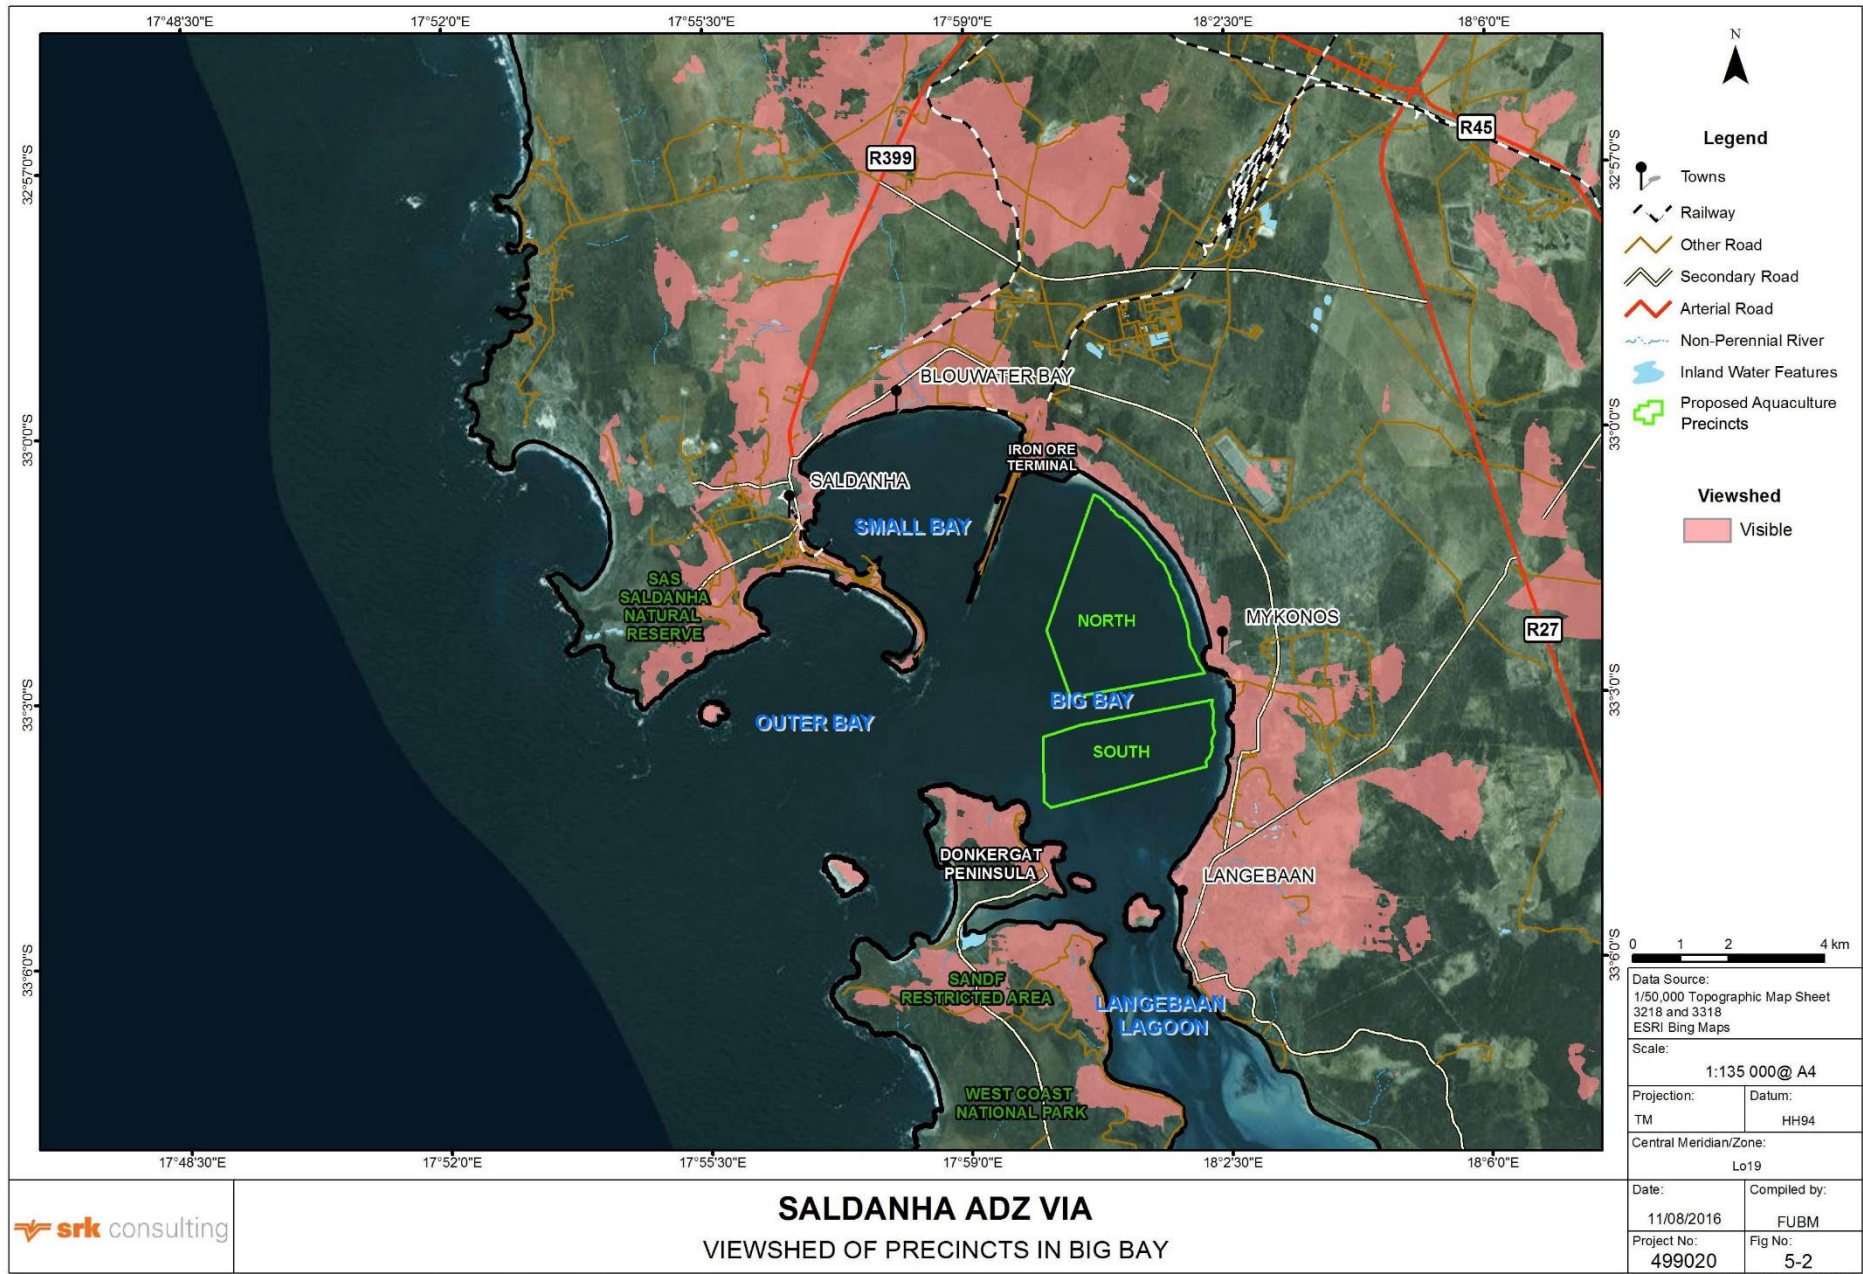 17°48'30"E
17°52'0"E
17°55'30"E
17°59'0"E
18°2'30"E
18°6'0"E
32°57'0"S
33°0'0"S
33°3'0"S
33°6'0"S
32°57'0"S
33°0'0"S
33°3'0"S
33°6'0"S
R399
R45
BLOUWATER BAY
IRON ORE
TERMINAL
SALDANHA
SMALL BAY
SAS
SALDANHA
NATURAL
RESERVE
NORTH
MYKONOS
R27
BIG BAY
OUTER BAY
SOUTH
DONKERGAT
PENINSULA
LANGEBAAN
SANDF
RESTRICTED AREA
LANGEBAAN
LAGOON
WEST COAST
NATIONAL PARK
17°48'30"E
17°52'0"E
17°55'30"E
17°59'0"E
18°2'30"E
18°6'0"E
N
Legend
Towns
Railway
Other Road
Secondary Road
Arterial Road
Non-Perennial River
Inland Water Features
Proposed Aquaculture
Precincts
Viewshed
Visible
0 1 2 4 km
Data Source:
1/50,000 Topographic Map Sheet
3218 and 3318
ESRI Bing Maps
Scale:
1:135 000@ A4
Projection:
TM
Datum:
HH94
Central Meridian/Zone:
Lo19
Date:
11/08/2016
Compiled by:
FUBM
Project No:
499020
Fig No:
5-2
srk consulting
SALDANHA ADZ VIA
VIEWSHED OF PRECINCTS IN BIG BAY